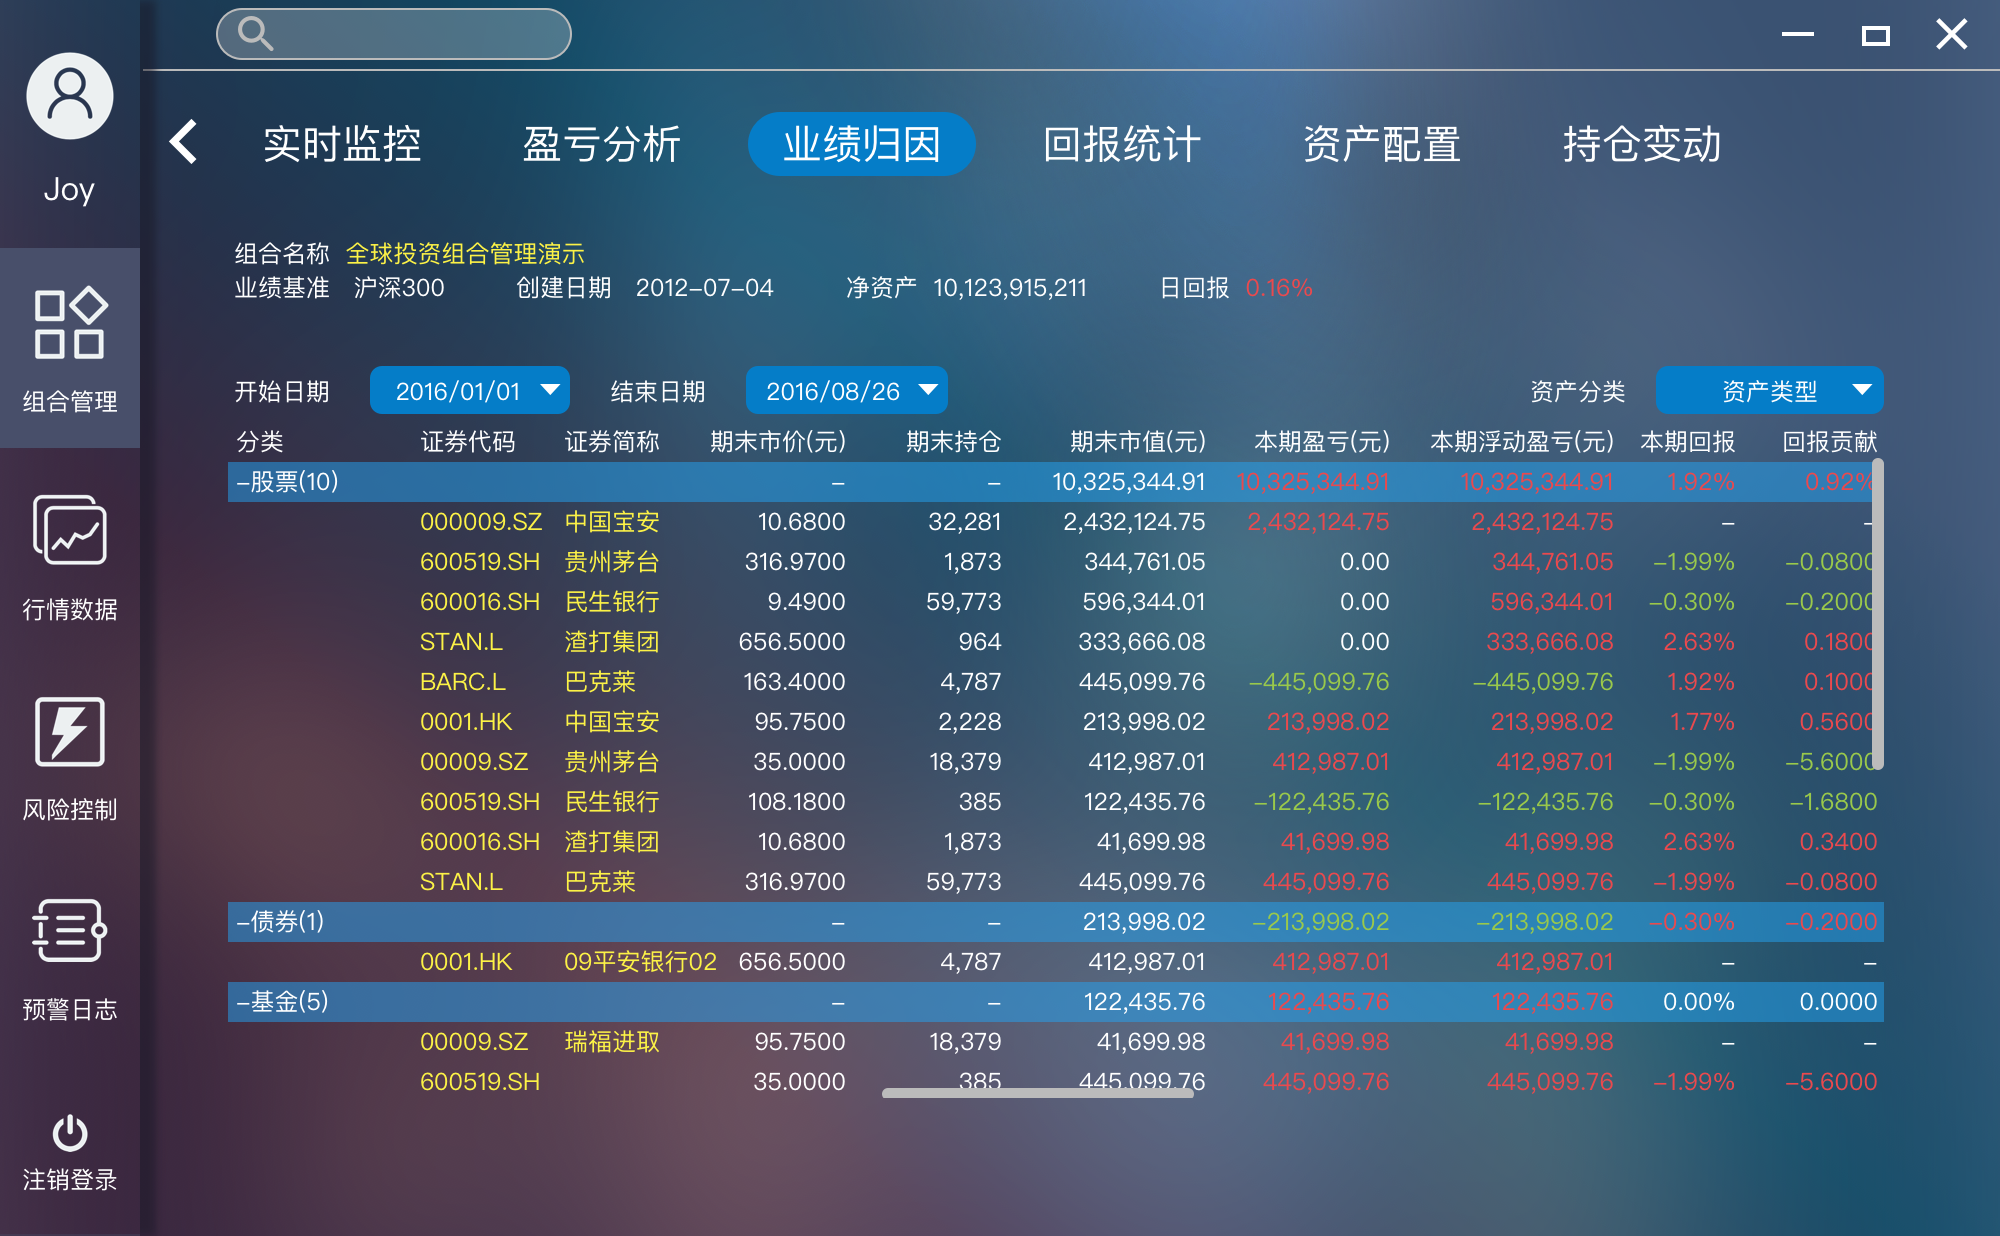 Joy
组合管理
行情数据
风险控制
预警日志
注销登录
实时监控 盈亏分析 业绩归因 回报统计 资产配置 持仓变动
组合名称 全球投资组合管理演示
业绩基准 沪深300 创建日期 2012-07-04 净资产 10,123,915,211 日回报 0.16%
开始日期 2016/01/01 结束日期 2016/08/26 资产分类 资产类型
分类 证券代码 证券简称 期末市价(元) 期末持仓 期末市值(元) 本期盈亏(元) 本期浮动盈亏(元) 本期回报 回报贡献
–股票(10) – – 10,325,344.91 10,325,344.91 10,325,344.91 1.92% 0.92%
000009.SZ 中国宝安 10.6800 32,281 2,432,124.75 2,432,124.75 2,432,124.75 – –
600519.SH 贵州茅台 316.9700 1,873 344,761.05 0.00 344,761.05 –1.99% –0.0800
600016.SH 民生银行 9.4900 59,773 596,344.01 0.00 596,344.01 –0.30% –0.2000
STAN.L 渣打集团 656.5000 964 333,666.08 0.00 333,666.08 2.63% 0.1800
BARC.L 巴克莱 163.4000 4,787 445,099.76 –445,099.76 –445,099.76 1.92% 0.1000
0001.HK 中国宝安 95.7500 2,228 213,998.02 213,998.02 213,998.02 1.77% 0.5600
00009.SZ 贵州茅台 35.0000 18,379 412,987.01 412,987.01 412,987.01 –1.99% –5.6000
600519.SH 民生银行 108.1800 385 122,435.76 –122,435.76 –122,435.76 –0.30% –1.6800
600016.SH 渣打集团 10.6800 1,873 41,699.98 41,699.98 41,699.98 2.63% 0.3400
STAN.L 巴克莱 316.9700 59,773 445,099.76 445,099.76 445,099.76 –1.99% –0.0800
–债券(1) – – 213,998.02 –213,998.02 –213,998.02 –0.30% –0.2000
0001.HK 09平安银行02 656.5000 4,787 412,987.01 412,987.01 412,987.01 – –
–基金(5) – – 122,435.76 122,435.76 122,435.76 0.00% 0.0000
00009.SZ 瑞福进取 95.7500 18,379 41,699.98 41,699.98 41,699.98 – –
600519.SH 35.0000 385 445,099.76 445,099.76 445,099.76 –1.99% –5.6000